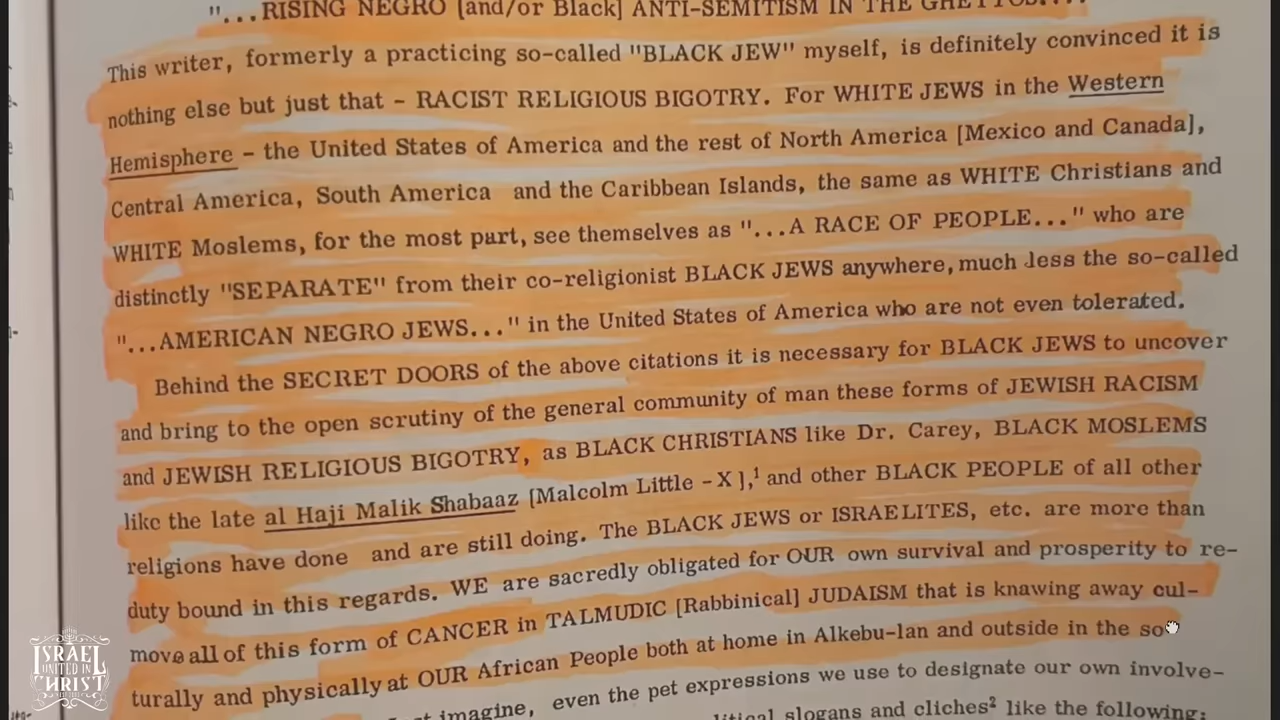 "...RISING NEGRO [and/or Black] ANTI-SEMITISM IN THE GHETTOS...."
This writer, formerly a practicing so-called "BLACK JEW" myself, is definitely convinced it is
nothing else but just that - RACIST RELIGIOUS BIGOTRY. For WHITE JEWS in the Western
Hemisphere - the United States of America and the rest of North America [Mexico and Canada],
Central America, South America and the Caribbean Islands, the same as WHITE Christians and
WHITE Moslems, for the most part, see themselves as "...A RACE OF PEOPLE..." who are
distinctly "SEPARATE" from their co-religionist BLACK JEWS anywhere, much less the so-called
"...AMERICAN NEGRO JEWS..." in the United States of America who are not even tolerated.
Behind the SECRET DOORS of the above citations it is necessary for BLACK JEWS to uncover
and bring to the open scrutiny of the general community of man these forms of JEWISH RACISM
and JEWISH RELIGIOUS BIGOTRY, as BLACK CHRISTIANS like Dr. Carey, BLACK MOSLEMS
like the late al Haji Malik Shabaaz [Malcolm Little - X ],¹ and other BLACK PEOPLE of all other
religions have done and are still doing. The BLACK JEWS or ISRAELITES, etc. are more than
duty bound in this regards. WE are sacredly obligated for OUR own survival and prosperity to re-
move all of this form of CANCER in TALMUDIC [Rabbinical] JUDAISM that is knawing away cul-
turally and physically at OUR African People both at home in Alkebu-lan and outside in the so
imagine, even the pet expressions we use to designate our own involve-
slogans and cliches² like the following:
ISRAEL
UNITED IN
CHRIST